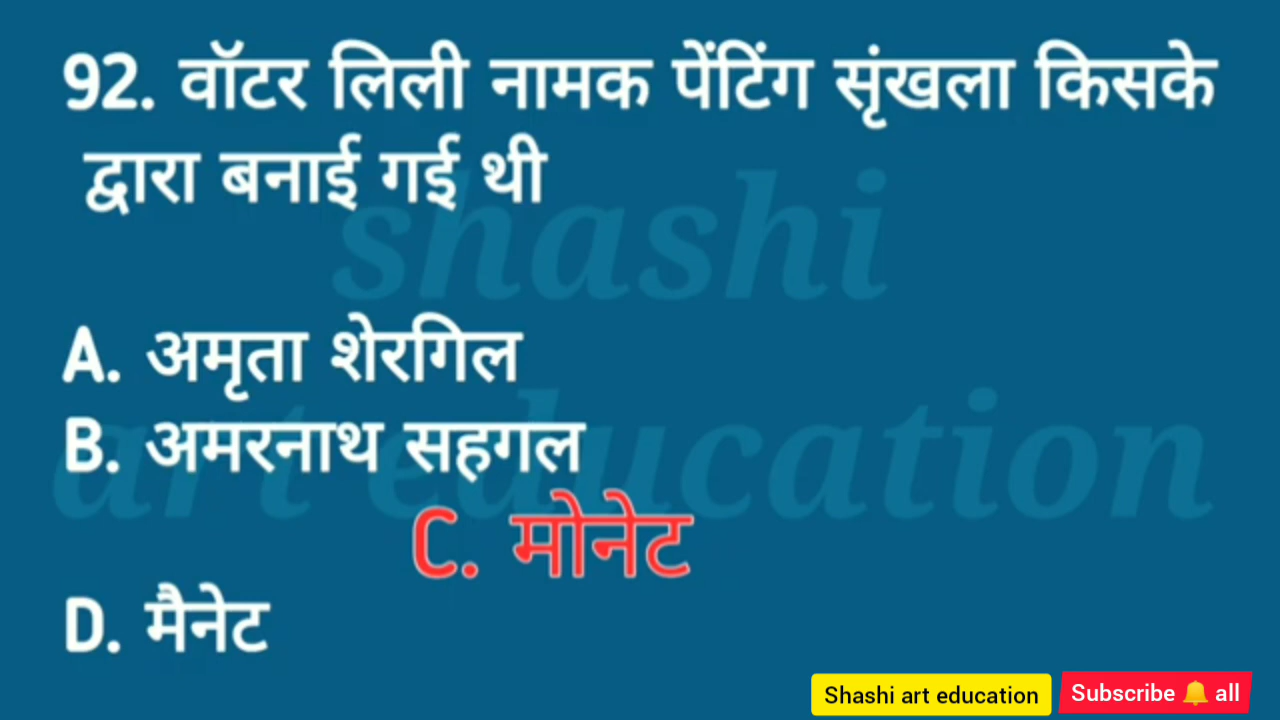 92. वॉटर लिली नामक पेंटिंग सृंखला किसके
द्वारा बनाई गई थी
shashi
A. अमृता शेरगिल
B. अमरनाथ सहगल
art education
C. मोनेट
D. मैनेट
Shashi art education
Subscribe 🔔 all